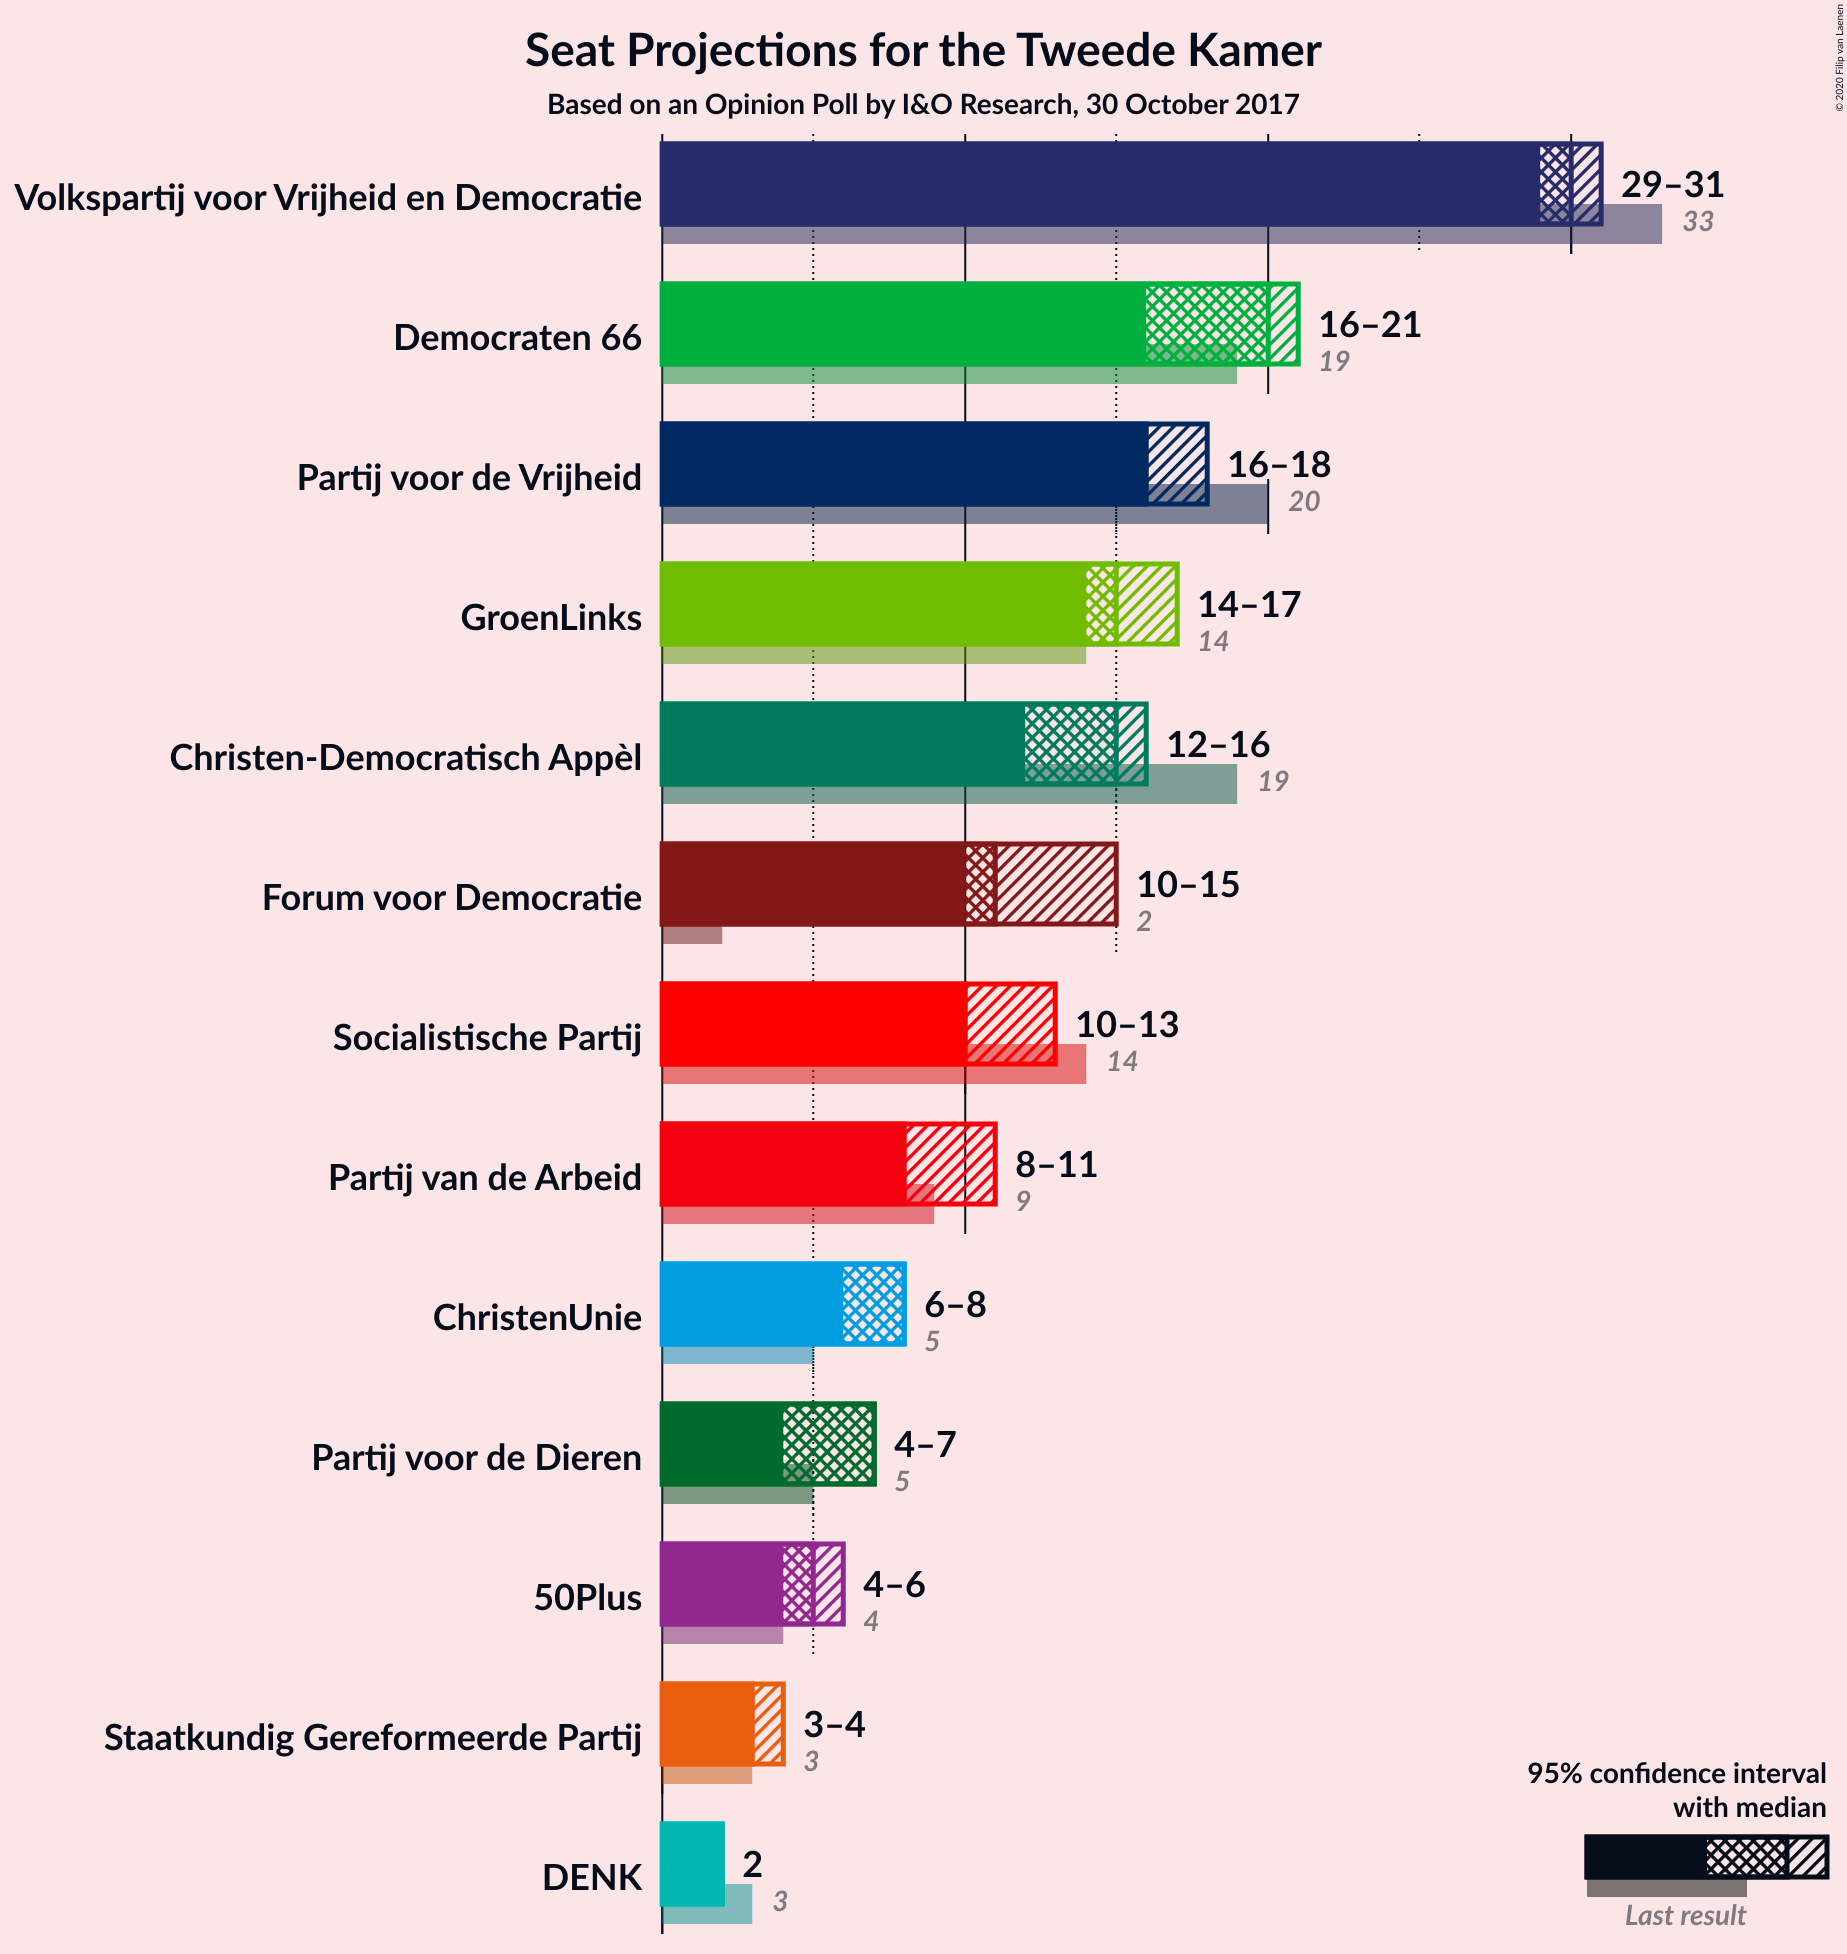 Seat Projections for the Tweede Kamer
Based on an Opinion Poll by I&O Research, 30 October 2017
© 2020 Filip van Laenen
Volkspartij voor Vrijheid en Democratie
29–31
33
Democraten 66
16–21
19
Partij voor de Vrijheid
16–18
20
GroenLinks
14–17
14
Christen-Democratisch Appèl
12–16
19
Forum voor Democratie
10–15
2
Socialistische Partij
10–13
14
Partij van de Arbeid
8–11
9
ChristenUnie
6–8
5
Partij voor de Dieren
4–7
5
50Plus
4–6
4
Staatkundig Gereformeerde Partij
3–4
3
DENK
2
3
95% confidence interval
with median
Last result